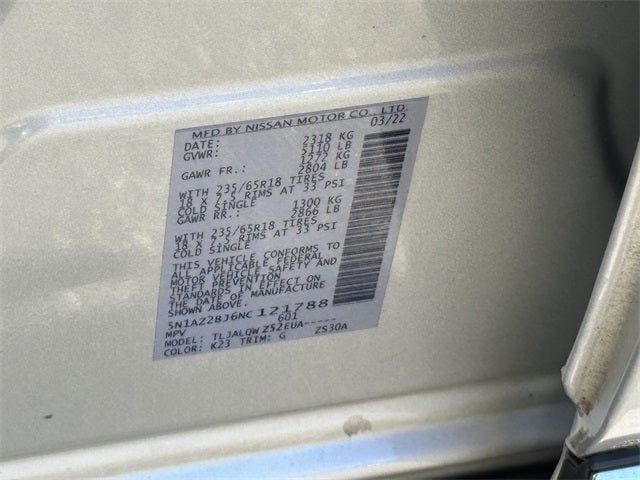 MFD BY NISSAN MOTOR CO., LTD.
DATE: 03/22
GVWR: 2318 KG
5110 LB
GAWR FR.: 1272 KG
2804 LB
WITH 235/65R18 TIRES
18 X 7.5 RIMS AT 33 PSI
COLD SINGLE
GAWR RR.: 1300 KG
2866 LB
WITH 235/65R18 TIRES
18 X 7.5 RIMS AT 33 PSI
COLD SINGLE
THIS VEHICLE CONFORMS TO
ALL APPLICABLE FEDERAL
MOTOR VEHICLE SAFETY AND
THEFT PREVENTION
STANDARDS IN EFFECT ON
THE DATE OF MANUFACTURE
SHOWN ABOVE.
5N1AZ2BJ6NC121788
MPV 601
MODEL: TLJALQWZ52EUA-----
COLOR: K23 TRIM: G ZS30A